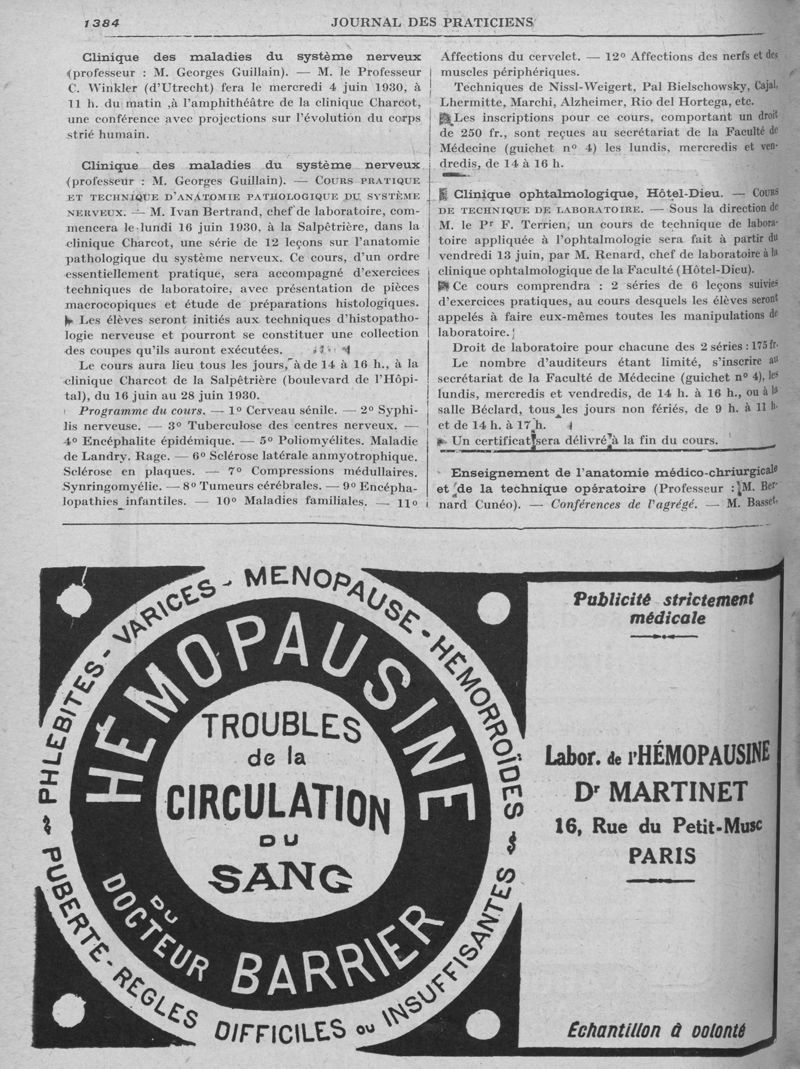 1384
JOURNAL DES PRATICIENS
Clinique des maladies du système nerveux
(professeur : M. Georges Guillain). — M. le Professeur
C. Winkler (d'Utrecht) fera le mercredi 4 juin 1930, à
11 h. du matin ,à l'amphithéâtre de la clinique Charcot,
une conférence avec projections sur l'évolution du corps
strié humain.
Clinique des maladies du système nerveux
(professeur : M. Georges Guillain). — COURS PRATIQUE
ET TECHNIQUE D'ANATOMIE PATHOLOGIQUE DU SYSTÈME
NERVEUX. — M. Ivan Bertrand, chef de laboratoire, com-
mencera le lundi 16 juin 1930, à la Salpêtrière, dans la
clinique Charcot, une série de 12 leçons sur l'anatomie
pathologique du système nerveux. Ce cours, d'un ordre
essentiellement pratique, sera accompagné d'exercices
techniques de laboratoire, avec présentation de pièces
macrocopiques et étude de préparations histologiques.
Les élèves seront initiés aux techniques d'histopatho-
logie nerveuse et pourront se constituer une collection
des coupes qu'ils auront exécutées.
Le cours aura lieu tous les jours, à de 14 à 16 h., à la
clinique Charcot de la Salpêtrière (boulevard de l'Hôpi-
tal), du 16 juin au 28 juin 1930.
Programme du cours. — 1° Cerveau sénile. — 2° Syphi-
lis nerveuse. — 3° Tuberculose des centres nerveux. —
4° Encéphalite épidémique. — 5° Poliomyélites. Maladie
de Landry. Rage. — 6° Sclérose latérale anmyotrophique.
Sclérose en plaques. — 7° Compressions médullaires.
Synringomyélie. — 8° Tumeurs cérébrales. — 9° Encépha-
lopathies infantiles. — 10° Maladies familiales. — 11°
Affections du cervelet. — 12° Affections des nerfs et des
muscles périphériques.
Techniques de Nissl-Weigert, Pal Bielschowsky, Cajal,
Lhermitte, Marchi, Alzheimer, Rio del Hortega, etc.
Les inscriptions pour ce cours, comportant un droit
de 250 fr., sont reçues au secrétariat de la Faculté de
Médecine (guichet n° 4) les lundis, mercredis et ven-
dredis, de 14 à 16 h.
Clinique ophtalmologique, Hôtel-Dieu. — COURS
DE TECHNIQUE DE LABORATOIRE. — Sous la direction de
M. le Pr F. Terrien, un cours de technique de labora-
toire appliquée à l'ophtalmologie sera fait à partir du
vendredi 13 juin, par M. Renard, chef de laboratoire à la
clinique ophtalmologique de la Faculté (Hôtel-Dieu).
Ce cours comprendra : 2 séries de 6 leçons suivies
d'exercices pratiques, au cours desquels les élèves seront
appelés à faire eux-mêmes toutes les manipulations de
laboratoire.
Droit de laboratoire pour chacune des 2 séries : 175 fr.
Le nombre d'auditeurs étant limité, s'inscrire au
secrétariat de la Faculté de Médecine (guichet n° 4), les
lundis, mercredis et vendredis, de 14 h. à 16 h., ou à la
salle Béclard, tous les jours non fériés, de 9 h. à 11 h.
et de 14 h. à 17 h.
Un certificat sera délivré à la fin du cours.
Enseignement de l'anatomie médico-chriurgicale
et de la technique opératoire (Professeur : M. Ber-
nard Cunéo). — Conférences de l'agrégé. — M. Basset,
PHLEBITES - VARICES - MENOPAUSE - HÉMORROÏDES
PUBERTÉ - RÈGLES DIFFICILES ou INSUFFISANTES
HÉMOPAUSINE
DU
DOCTEUR BARRIER
TROUBLES
de la
CIRCULATION
DU
SANG
Publicité strictement
médicale
Labor. de l'HÉMOPAUSINE
Dr MARTINET
16, Rue du Petit-Musc
PARIS
Echantillon à volonté